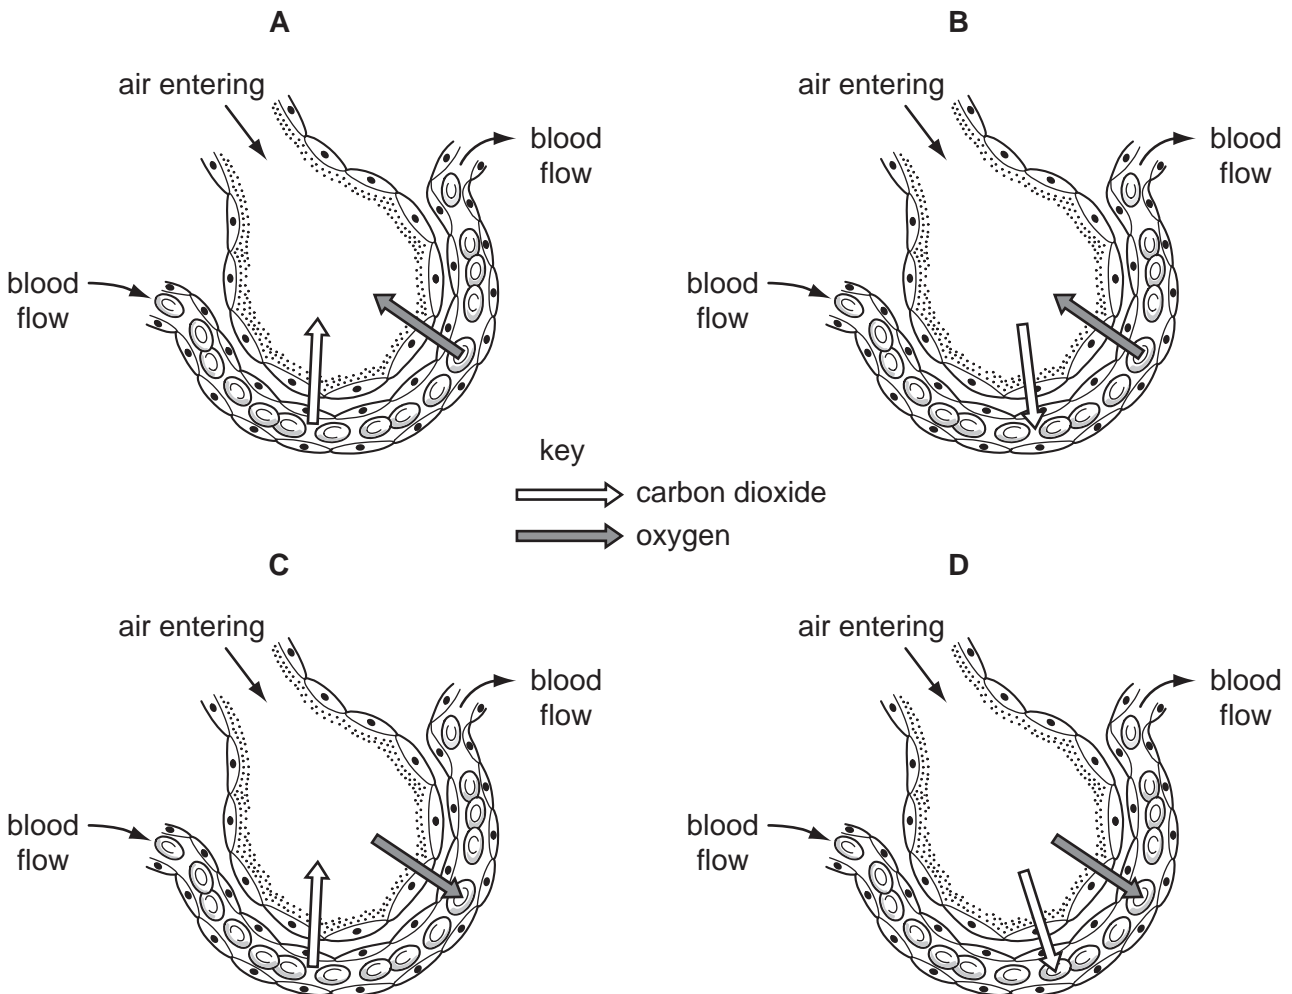 A
air entering
blood
flow
blood
flow
B
air entering
blood
flow
blood
flow
key
carbon dioxide
oxygen
C
air entering
blood
flow
blood
flow
D
air entering
blood
flow
blood
flow